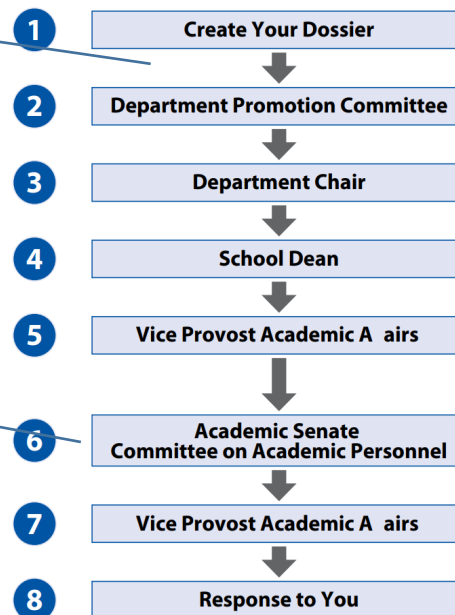 1 Create Your Dossier
2 Department Promotion Committee
3 Department Chair
4 School Dean
5 Vice Provost Academic A airs
6 Academic Senate
Committee on Academic Personnel
7 Vice Provost Academic A airs
8 Response to You